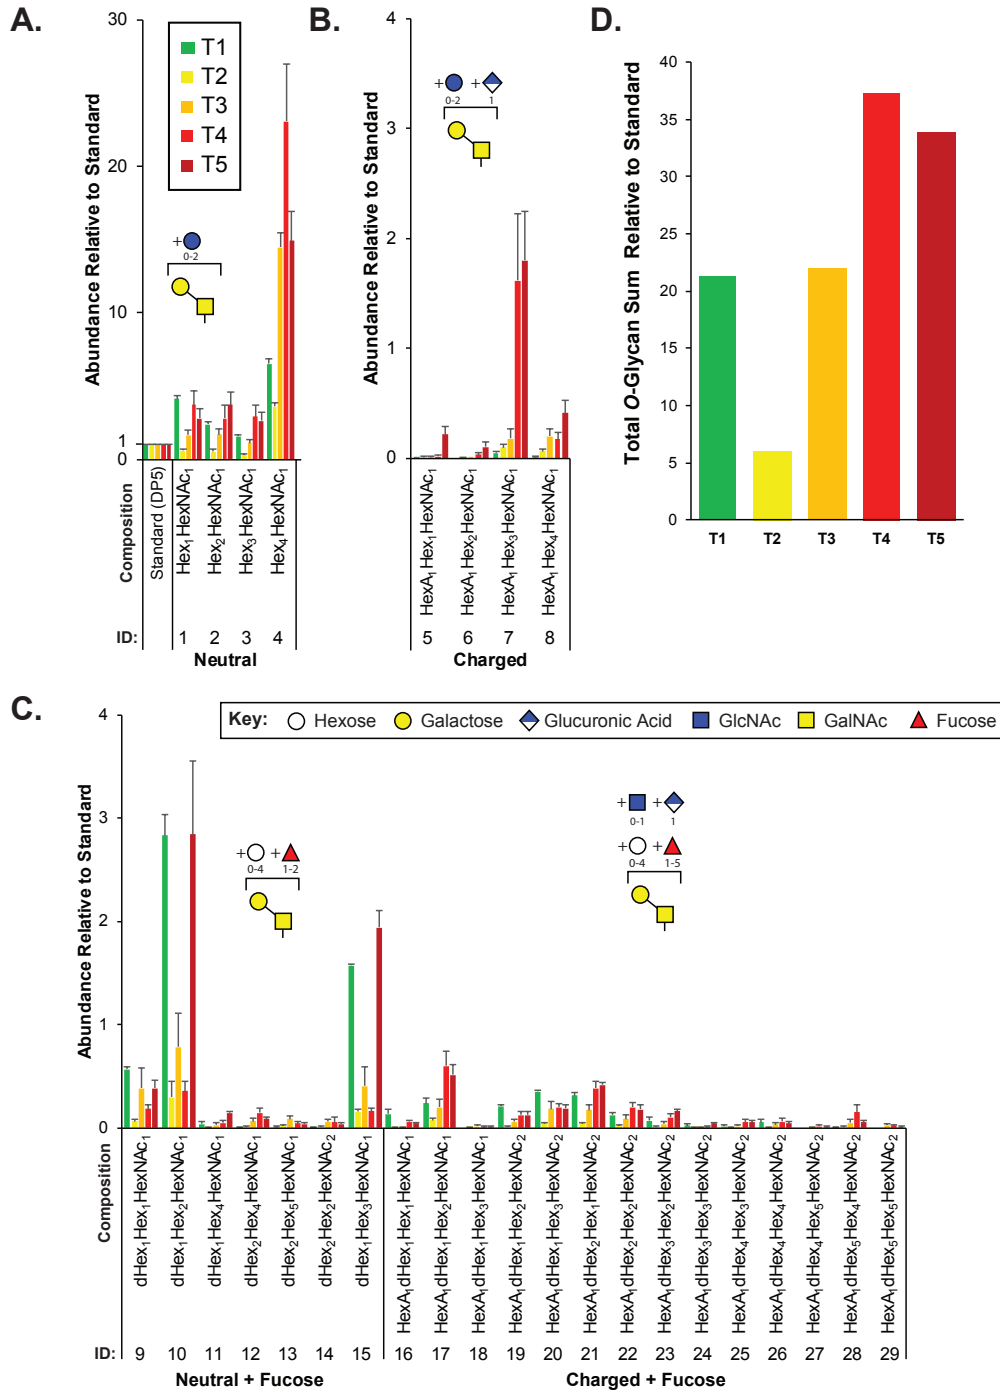 A.
30
20
10
1
0
Abundance Relative to Standard
T1
T2
T3
T4
T5
+
0-2
Composition
Standard (DP5)
Hex1HexNAc1
Hex2HexNAc1
Hex3HexNAc1
Hex4HexNAc1
ID:
1 2 3 4
Neutral
B.
4
3
2
1
0
Abundance Relative to Standard
+ +
0-2 1
HexA1Hex1HexNAc1
HexA1Hex2HexNAc1
HexA1Hex3HexNAc1
HexA1Hex4HexNAc1
5 6 7 8
Charged
D.
40
35
30
25
20
15
10
5
0
Total O-Glycan Sum Relative to Standard
T1 T2 T3 T4 T5
C.
4
3
2
1
0
Abundance Relative to Standard
Key: Hexose Galactose Glucuronic Acid GlcNAc GalNAc Fucose
+ +
0-4 1-2
+ +
0-1 1
+ +
0-4 1-5
Composition
dHex1Hex1HexNAc1
dHex1Hex2HexNAc1
dHex1Hex4HexNAc1
dHex2Hex4HexNAc1
dHex2Hex5HexNAc1
dHex2Hex2HexNAc2
dHex1Hex3HexNAc1
HexA1dHex1Hex1HexNAc1
HexA1dHex1Hex2HexNAc1
HexA1dHex1Hex3HexNAc1
HexA1dHex1Hex2HexNAc2
HexA1dHex1Hex3HexNAc2
HexA1dHex2Hex1HexNAc2
HexA1dHex2Hex2HexNAc2
HexA1dHex3Hex2HexNAc2
HexA1dHex3Hex3HexNAc2
HexA1dHex4Hex3HexNAc2
HexA1dHex3Hex4HexNAc2
HexA1dHex4Hex5HexNAc2
HexA1dHex5Hex4HexNAc2
HexA1dHex5Hex5HexNAc2
ID:
9 10 11 12 13 14 15 16 17 18 19 20 21 22 23 24 25 26 27 28 29
Neutral + Fucose
Charged + Fucose